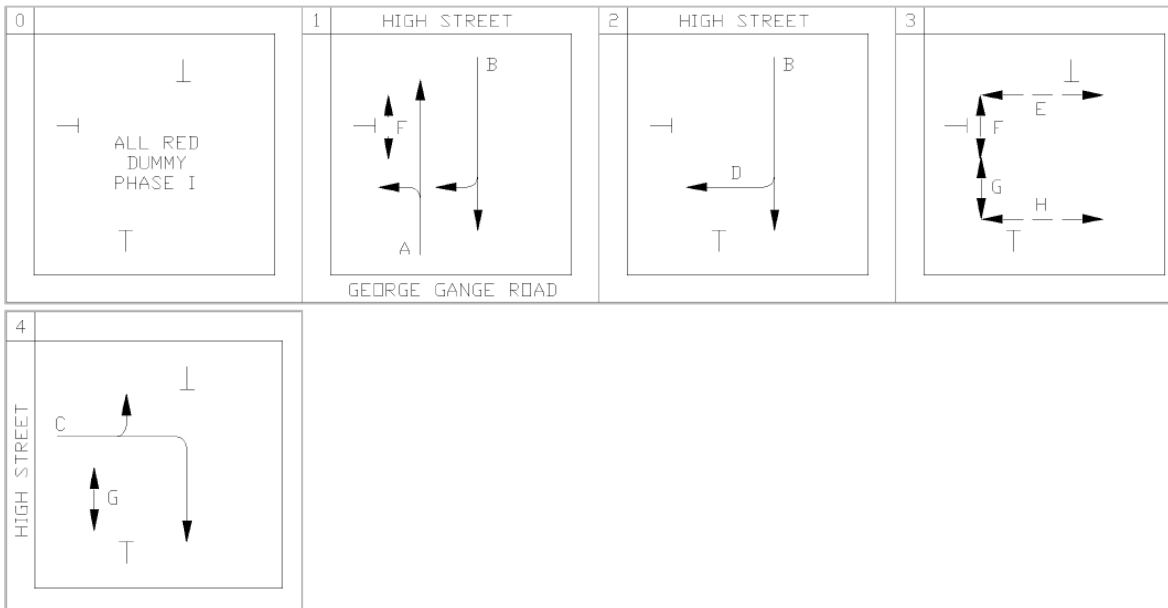 0
ALL RED
DUMMY
PHASE I
1
HIGH STREET
B
F
A
GEORGE GANGE ROAD
2
HIGH STREET
B
D
3
E
F
G
H
4
HIGH STREET
C
G